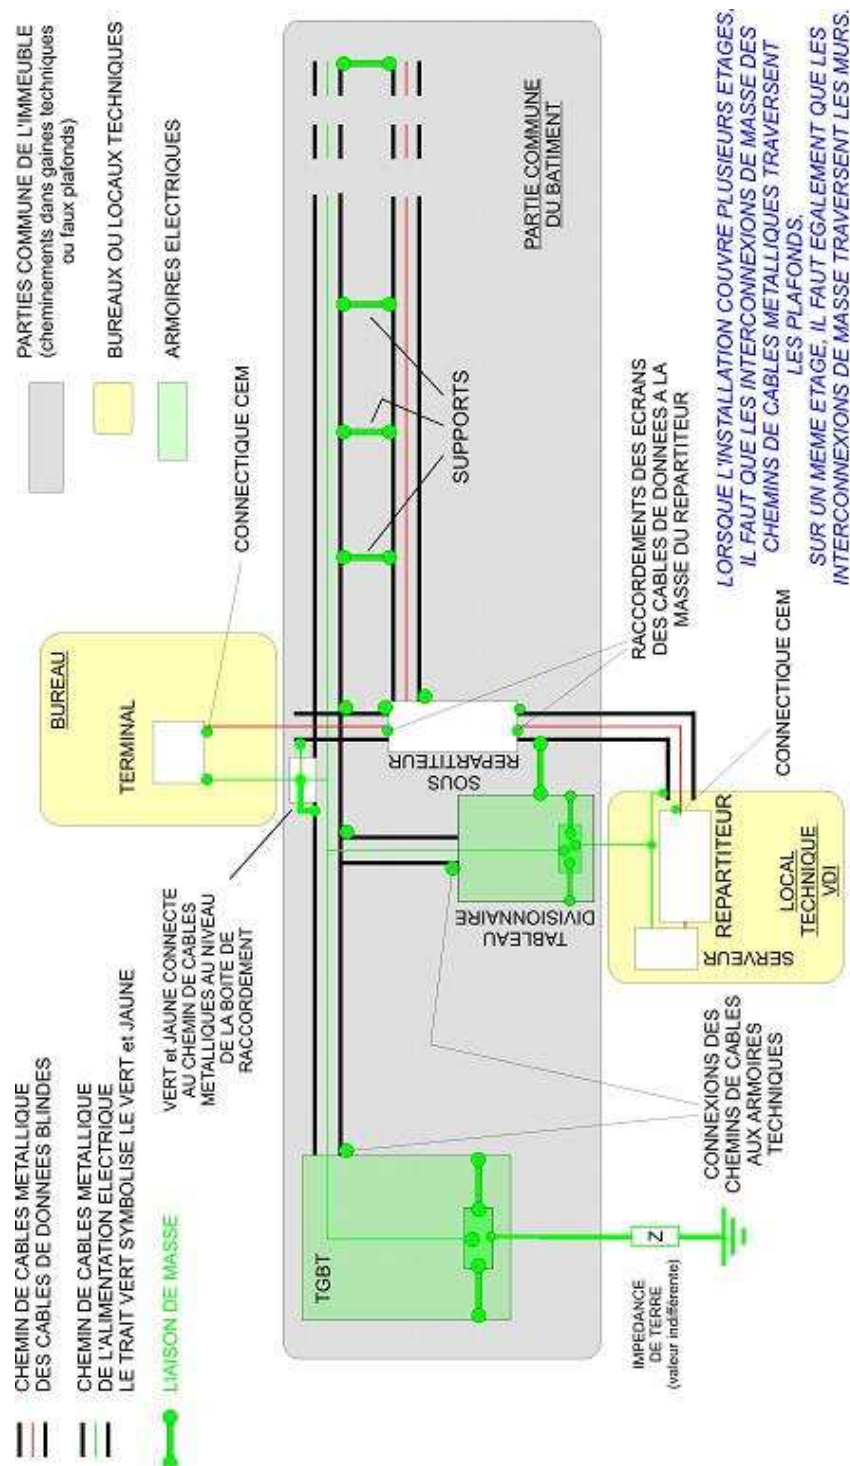 CHEMIN DE CABLES METALLIQUE
DES CABLES DE DONNEES BLINDES
CHEMIN DE CABLES METALLIQUE
DE L'ALIMENTATION ELECTRIQUE
LE TRAIT VERT SYMBOLISE LE VERT et JAUNE
LIAISON DE MASSE
PARTIES COMMUNE DE L'IMMEUBLE
(cheminements dans gaines techniques
ou faux plafonds)
BUREAUX OU LOCAUX TECHNIQUES
ARMOIRES ELECTRIQUES
VERT et JAUNE CONNECTE
AU CHEMIN DE CABLES
METALLIQUES AU NIVEAU
DE LA BOITE DE
RACCORDEMENT
BUREAU
TERMINAL
CONNECTIQUE CEM
TGBT
TABLEAU
DIVISIONNAIRE
SOUS
REPARTITEUR
SUPPORTS
PARTIE COMMUNE
DU BATIMENT
IMPEDANCE
DE TERRE
(valeur indifférente)
Z
CONNEXIONS DES
CHEMINS DE CABLES
AUX ARMOIRES
TECHNIQUES
SERVEUR
REPARTITEUR
LOCAL
TECHNIQUE
VDI
CONNECTIQUE CEM
RACCORDEMENTS DES ECRANS
DES CABLES DE DONNEES A LA
MASSE DU REPARTITEUR
LORSQUE L'INSTALLATION COUVRE PLUSIEURS ETAGES,
IL FAUT QUE LES INTERCONNEXIONS DE MASSE DES
CHEMINS DE CABLES METALLIQUES TRAVERSENT
LES PLAFONDS.
SUR UN MEME ETAGE, IL FAUT EGALEMENT QUE LES
INTERCONNEXIONS DE MASSE TRAVERSENT LES MURS.